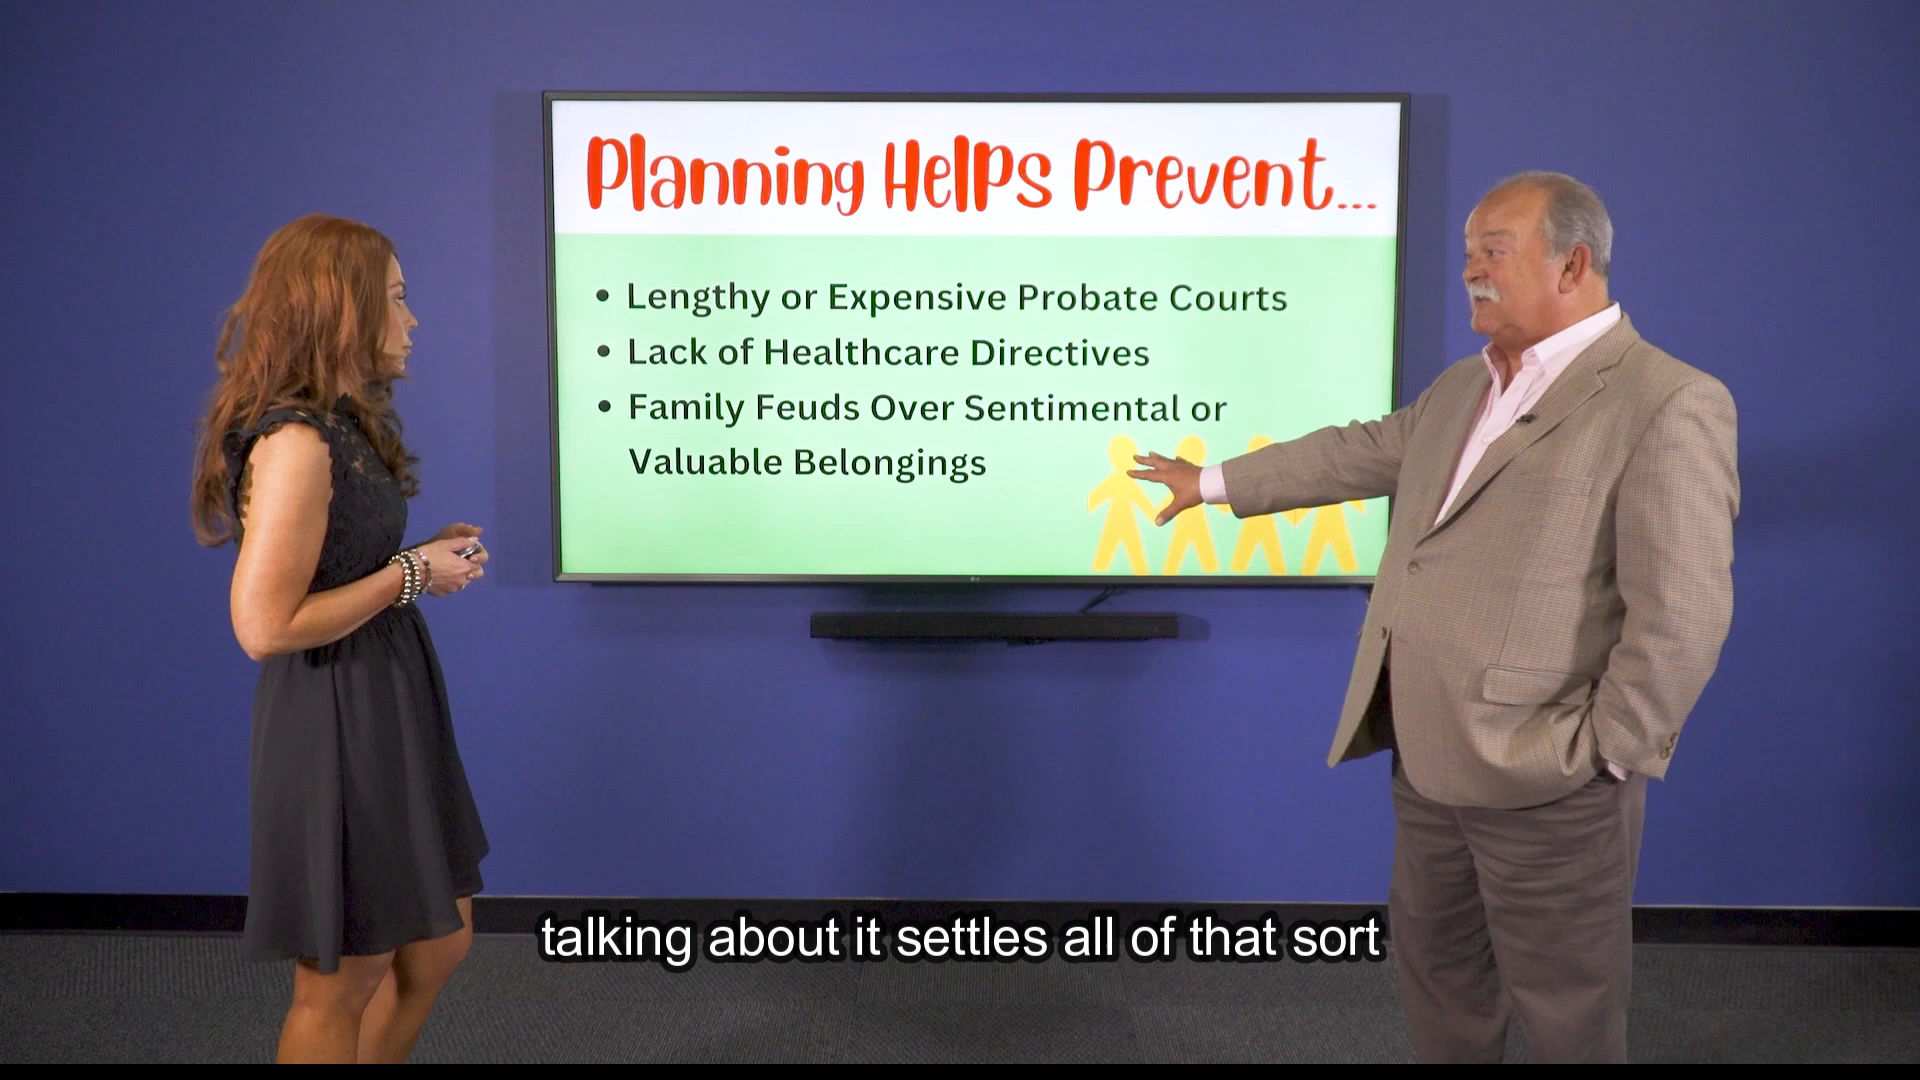 Planning Helps Prevent...
• Lengthy or Expensive Probate Courts
• Lack of Healthcare Directives
• Family Feuds Over Sentimental or
Valuable Belongings
LG
talking about it settles all of that sort